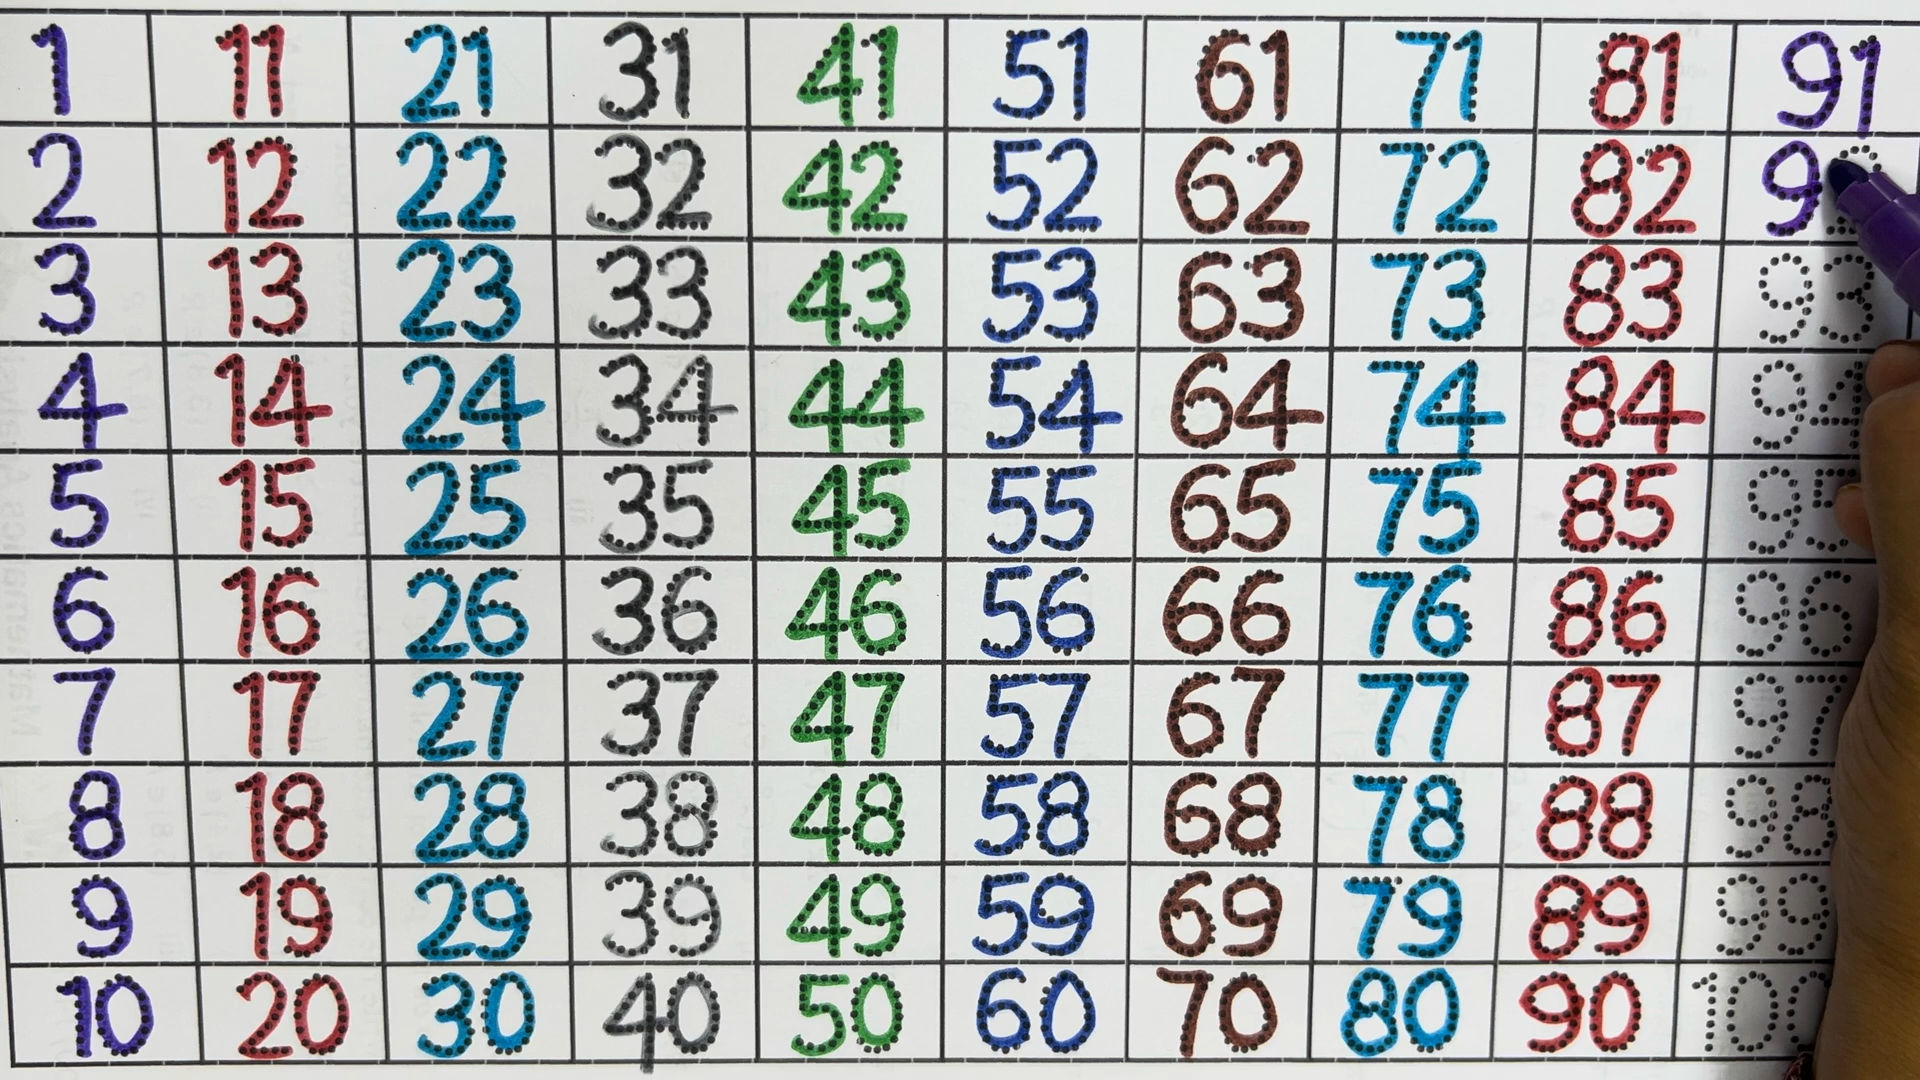 1 11 21 31 41 51 61 71 81 91
2 12 22 32 42 52 62 72 82 9
3 13 23 33 43 53 63 73 83 93
4 14 24 34 44 54 64 74 84 94
5 15 25 35 45 55 65 75 85 95
6 16 26 36 46 56 66 76 86 96
7 17 27 37 47 57 67 77 87 97
8 18 28 38 48 58 68 78 88 98
9 19 29 39 49 59 69 79 89 99
10 20 30 40 50 60 70 80 90 100